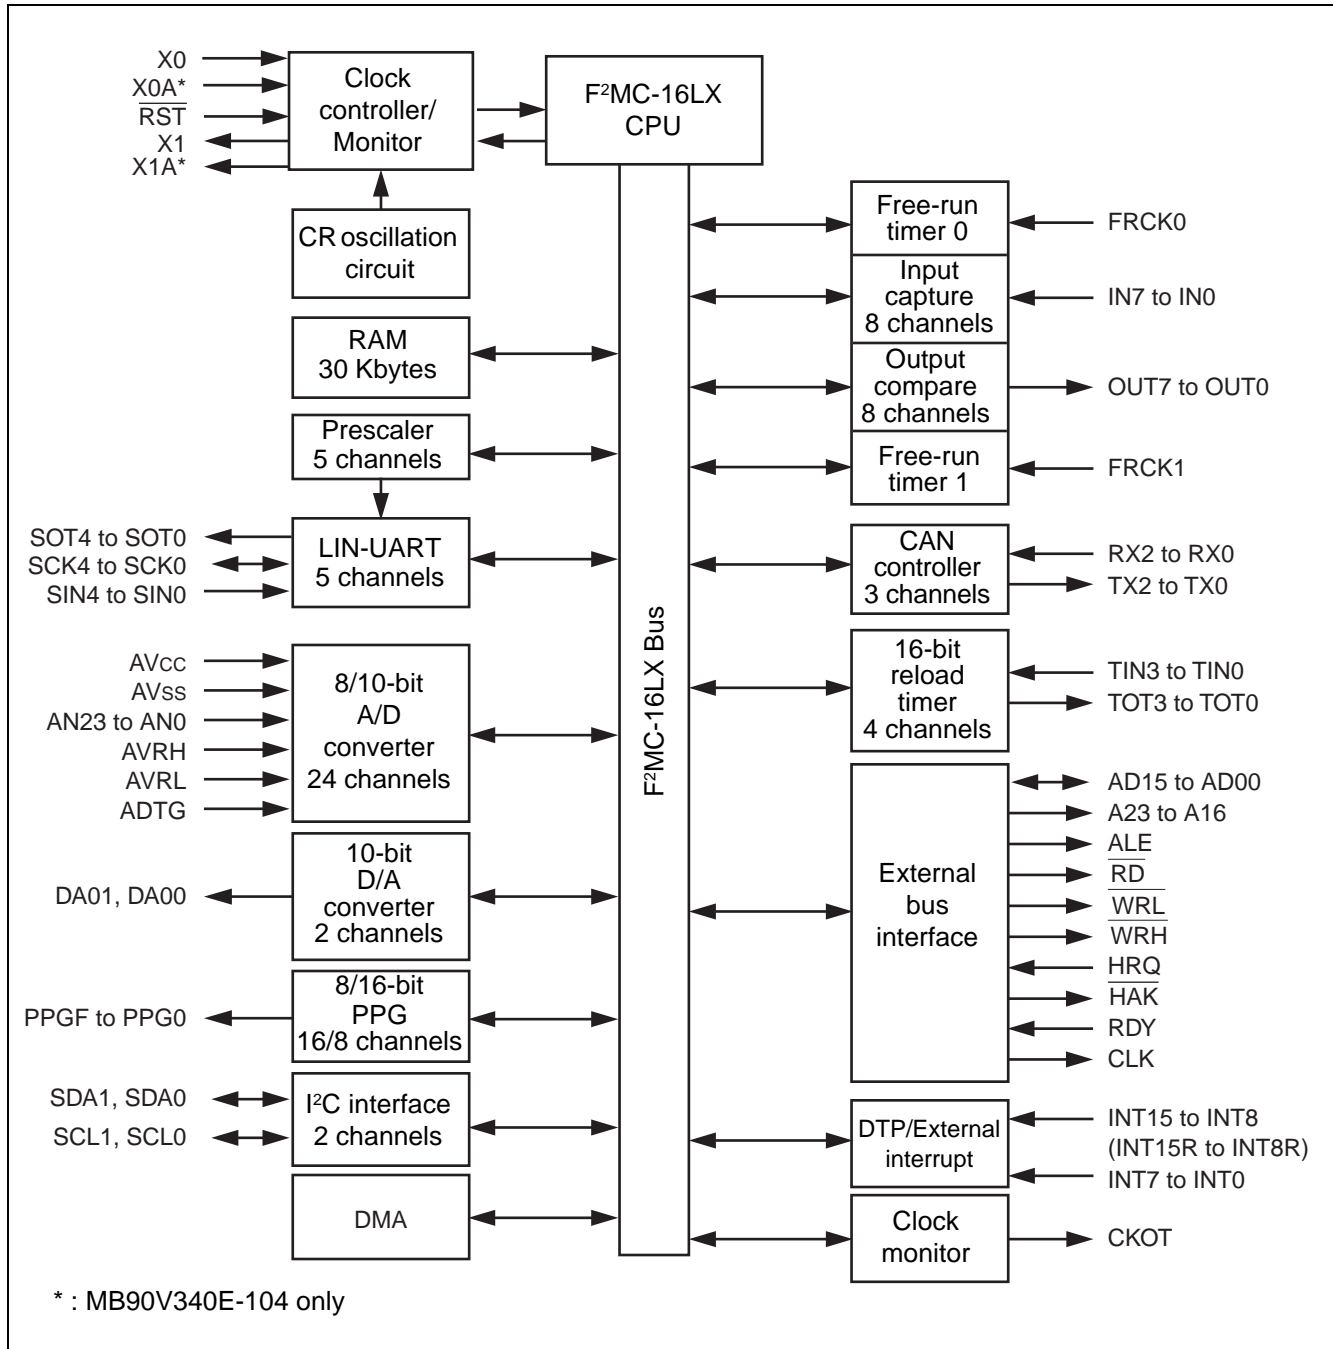 X0
X0A*
RST
X1
X1A*
Clock
controller/
Monitor
F²MC-16LX
CPU
CR oscillation
circuit
RAM
30 Kbytes
Prescaler
5 channels
SOT4 to SOT0
SCK4 to SCK0
SIN4 to SIN0
LIN-UART
5 channels
AVCC
AVSS
AN23 to AN0
AVRH
AVRL
ADTG
8/10-bit
A/D
converter
24 channels
DA01, DA00
10-bit
D/A
converter
2 channels
PPGF to PPG0
8/16-bit
PPG
16/8 channels
SDA1, SDA0
SCL1, SCL0
I²C interface
2 channels
DMA
F²MC-16LX Bus
Free-run
timer 0
FRCK0
Input
capture
8 channels
IN7 to IN0
Output
compare
8 channels
OUT7 to OUT0
Free-run
timer 1
FRCK1
CAN
controller
3 channels
RX2 to RX0
TX2 to TX0
16-bit
reload
timer
4 channels
TIN3 to TIN0
TOT3 to TOT0
External
bus
interface
AD15 to AD00
A23 to A16
ALE
RD
WRL
WRH
HRQ
HAK
RDY
CLK
DTP/External
interrupt
INT15 to INT8
(INT15R to INT8R)
INT7 to INT0
Clock
monitor
CKOT
* : MB90V340E-104 only